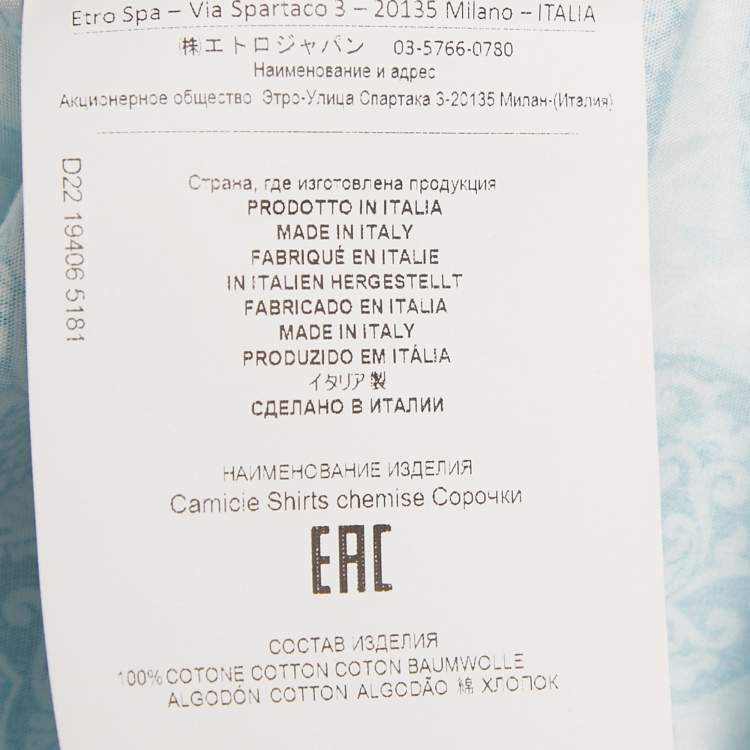 Etro Spa – Via Spartaco 3 – 20135 Milano – ITALIA
㈱エトロジャパン 03-5766-0780
Наименование и адрес
Акционерное общество Этро-Улица Спартака 3-20135 Милан-(Италия)
D22 19406 5181
Страна, где изготовлена продукция
PRODOTTO IN ITALIA
MADE IN ITALY
FABRIQUÉ EN ITALIE
IN ITALIEN HERGESTELLT
FABRICADO EN ITALIA
MADE IN ITALY
PRODUZIDO EM ITÁLIA
イタリア製
СДЕЛАНО В ИТАЛИИ
НАИМЕНОВАНИЕ ИЗДЕЛИЯ
Camicie Shirts chemise Сорочки
EAC
СОСТАВ ИЗДЕЛИЯ
100% COTONE COTTON COTON BAUMWOLLE
ALGODÓN COTTON ALGODÃO 綿 ХЛОПОК